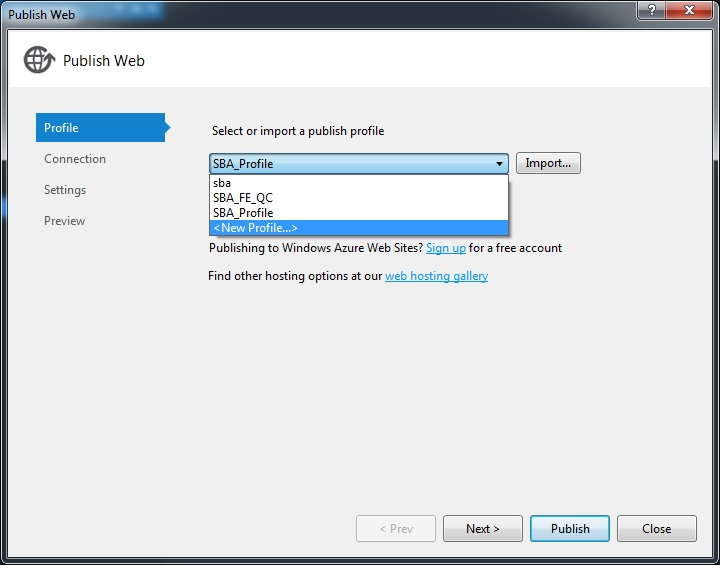 Publish Web
?
Publish Web
Profile
Connection
Settings
Preview
Select or import a publish profile
SBA_Profile
Import...
sba
SBA_FE_QC
SBA_Profile
<New Profile...>
Publishing to Windows Azure Web Sites? Sign up for a free account
Find other hosting options at our web hosting gallery
< Prev
Next >
Publish
Close